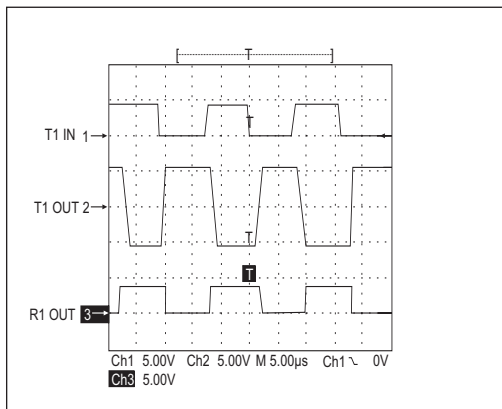 [ T ]
T
T1 IN 1
T1 OUT 2
T
T
R1 OUT 3
Ch1 5.00V Ch2 5.00V M 5.00µs Ch1 0V
Ch3 5.00V